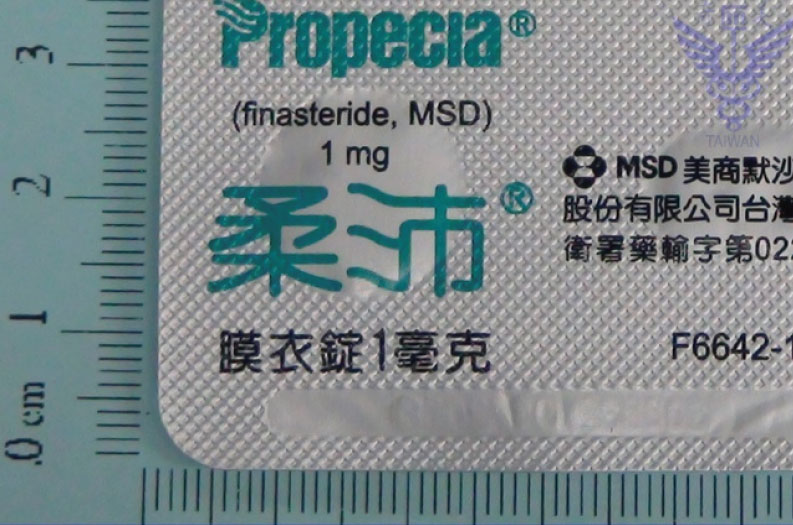 Propecia®
(finasteride, MSD)
1 mg
柔沛®
膜衣錠1毫克
TAIWAN
MSD 美商默沙
股份有限公司台灣
衛署藥輸字第022
F6642-1
3
2
1
0 cm